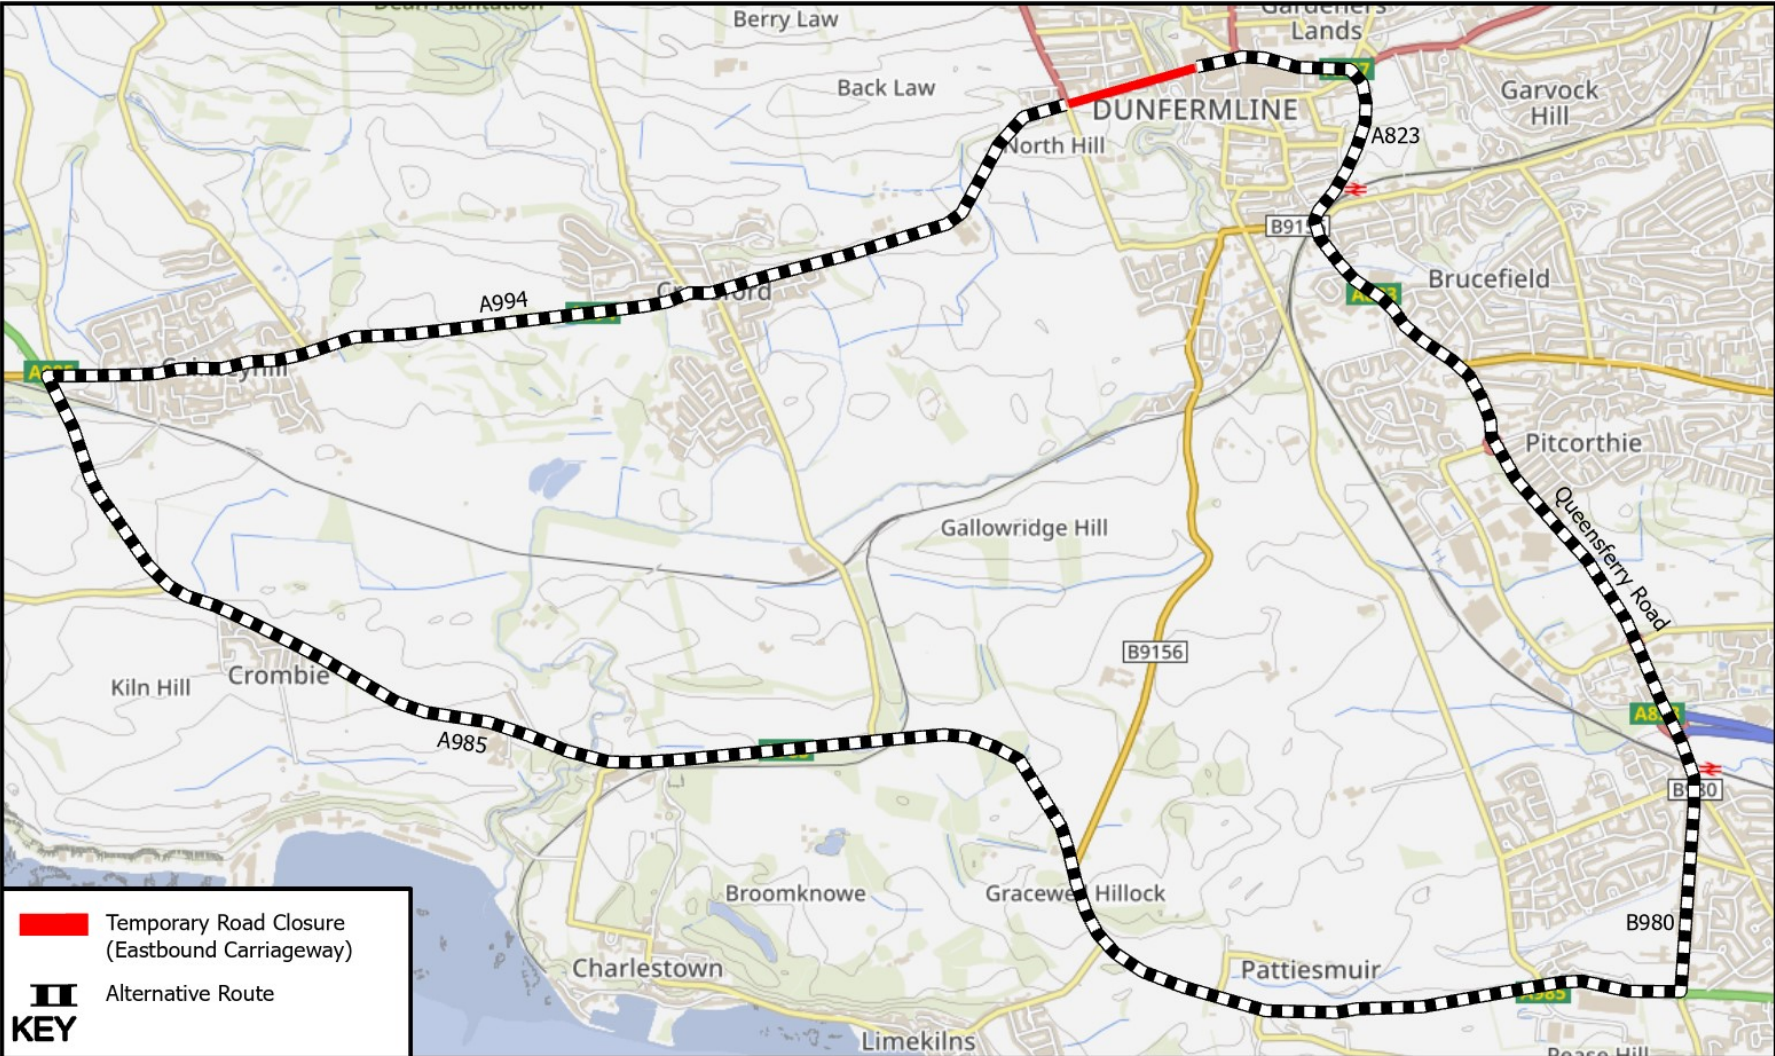 Berry Law
Lands
Back Law
Garvock
Hill
DUNFERMLINE
A823
North Hill
Brucefield
A994
Pitcorthie
Queensferry Road
Gallowridge Hill
B9156
Crombie
Kiln Hill
A985
Broomknowe
B980
Charlestown
Pattiesmuir
A985
Limekilns
Temporary Road Closure
(Eastbound Carriageway)
Alternative Route
KEY